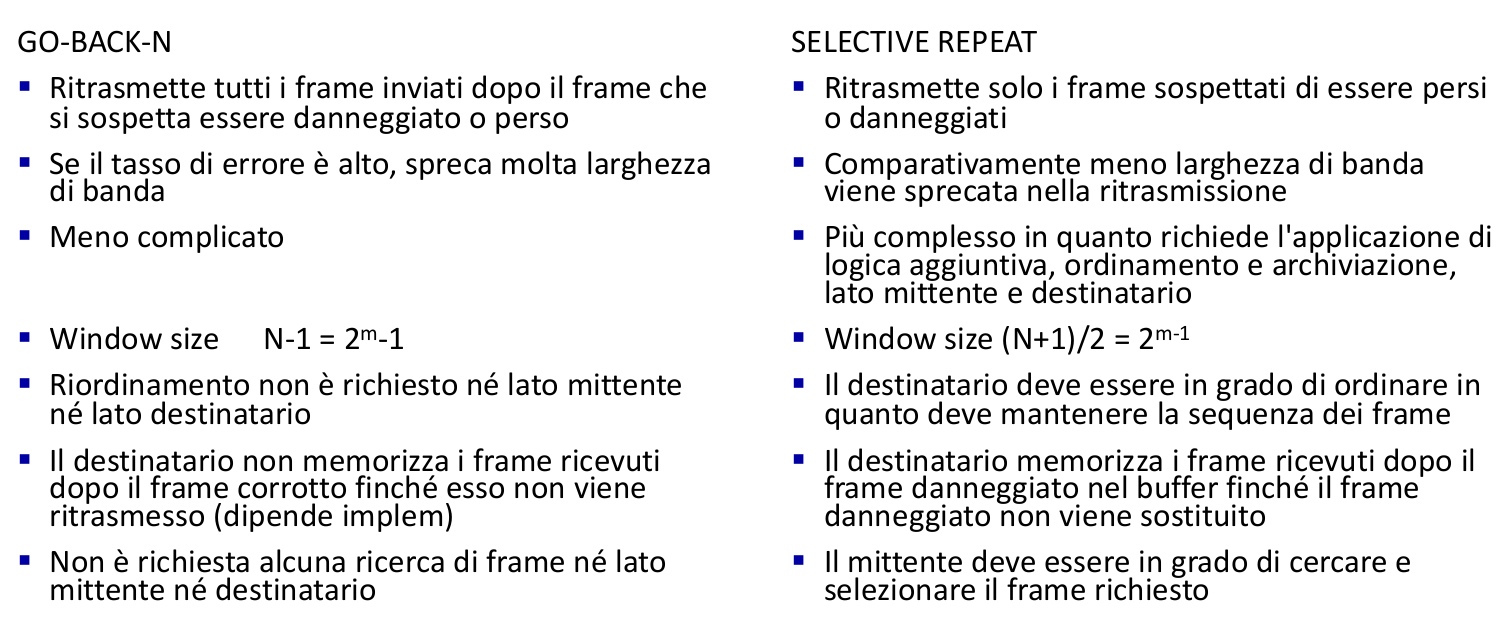 GO-BACK-N
▪ Ritrasmette tutti i frame inviati dopo il frame che
si sospetta essere danneggiato o perso
▪ Se il tasso di errore è alto, spreca molta larghezza
di banda
▪ Meno complicato
▪ Window size N-1 = 2^m-1
▪ Riordinamento non è richiesto né lato mittente
né lato destinatario
▪ Il destinatario non memorizza i frame ricevuti
dopo il frame corrotto finché esso non viene
ritrasmesso (dipende implem)
▪ Non è richiesta alcuna ricerca di frame né lato
mittente né destinatario
SELECTIVE REPEAT
▪ Ritrasmette solo i frame sospettati di essere persi
o danneggiati
▪ Comparativamente meno larghezza di banda
viene sprecata nella ritrasmissione
▪ Più complesso in quanto richiede l'applicazione di
logica aggiuntiva, ordinamento e archiviazione,
lato mittente e destinatario
▪ Window size (N+1)/2 = 2^{m-1}
▪ Il destinatario deve essere in grado di ordinare in
quanto deve mantenere la sequenza dei frame
▪ Il destinatario memorizza i frame ricevuti dopo il
frame danneggiato nel buffer finché il frame
danneggiato non viene sostituito
▪ Il mittente deve essere in grado di cercare e
selezionare il frame richiesto